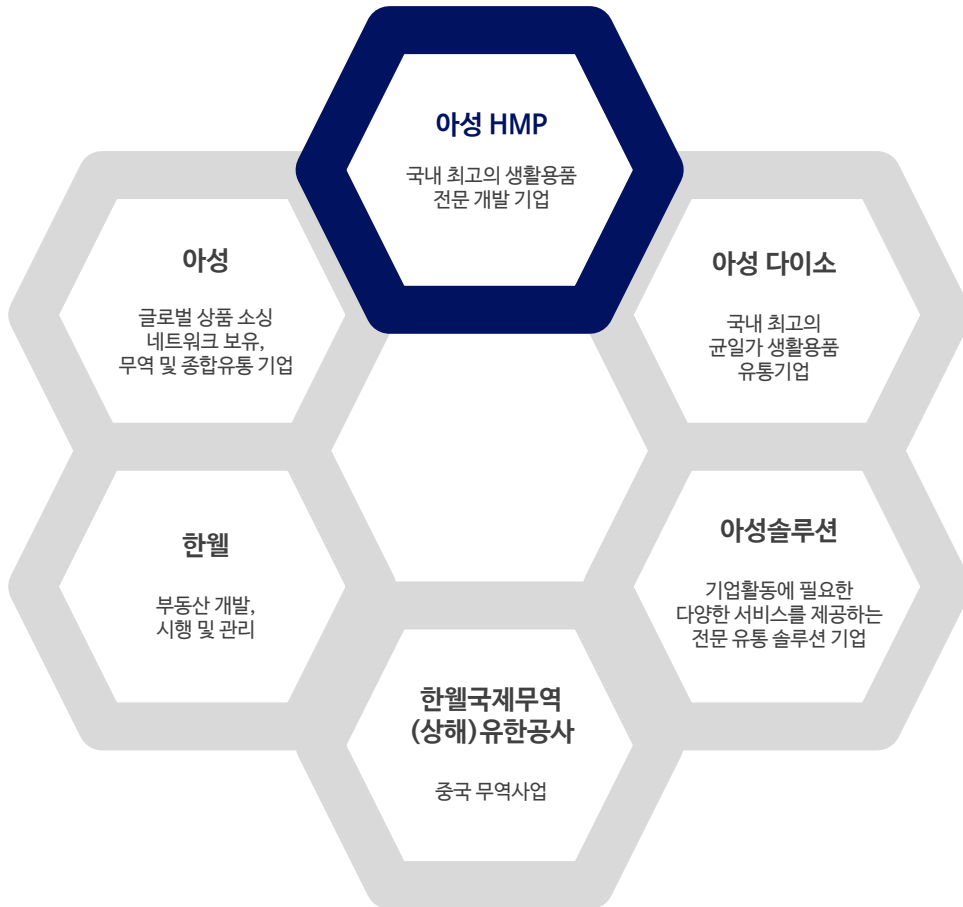 아성 HMP
국내 최고의 생활용품
전문 개발 기업
아성
글로벌 상품 소싱
네트워크 보유,
무역 및 종합유통 기업
아성 다이소
국내 최고의
균일가 생활용품
유통기업
한웰
부동산 개발,
시행 및 관리
아성솔루션
기업활동에 필요한
다양한 서비스를 제공하는
전문 유통 솔루션 기업
한웰국제무역
(상해)유한공사
중국 무역사업